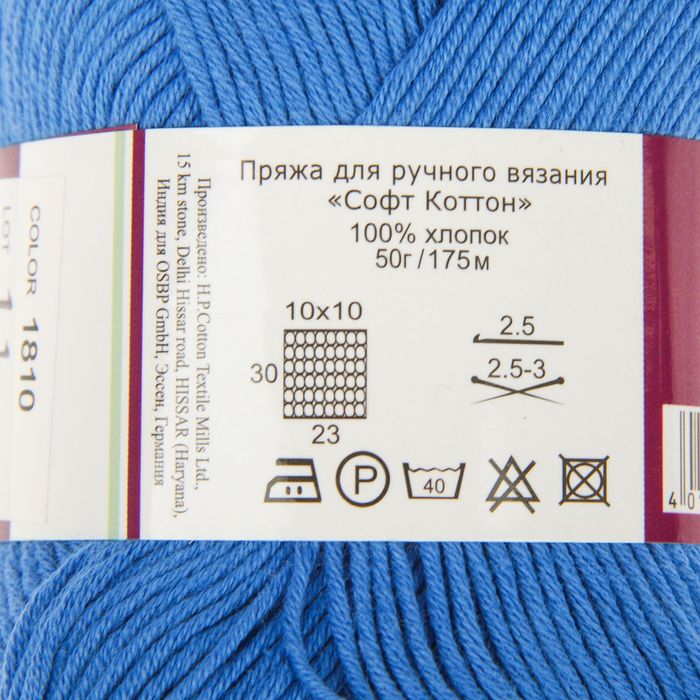 COLOR 1810
LOT
Произведено: H.P.Cotton Textile Mills Ltd.,
15 km stone, Delhi Hissar road, HISSAR (Haryana),
Индия для OSBP GmbH, Эссен, Германия
Пряжа для ручного вязания
«Софт Коттон»
100% хлопок
50г/175м
10x10
30
23
2.5
2.5-3
P
40